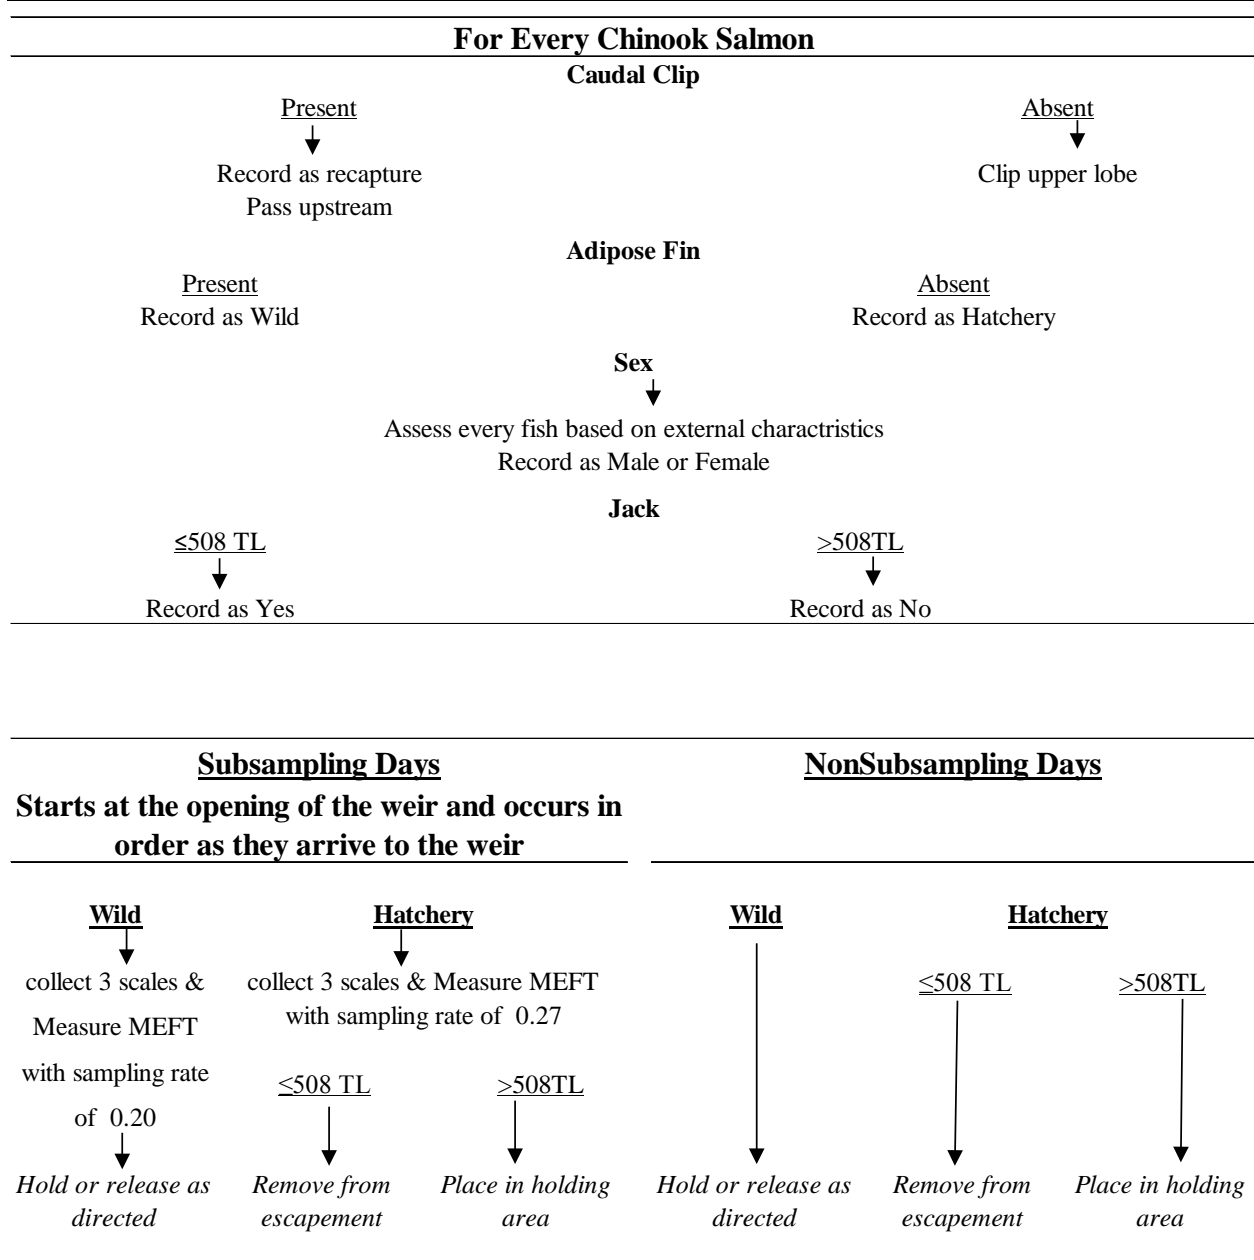 For Every Chinook Salmon
Caudal Clip
Present Absent
Record as recapture Clip upper lobe
Pass upstream
Adipose Fin
Present Absent
Record as Wild Record as Hatchery
Sex
Assess every fish based on external charactristics
Record as Male or Female
Jack
≤508 TL >508TL
Record as Yes Record as No
Subsampling Days NonSubsampling Days
Starts at the opening of the weir and occurs in
order as they arrive to the weir
Wild Hatchery Wild Hatchery
collect 3 scales &
Measure MEFT
with sampling rate
of 0.20
collect 3 scales & Measure MEFT
with sampling rate of 0.27
≤508 TL >508TL ≤508 TL >508TL
Hold or release as
directed
Remove from
escapement
Place in holding
area
Hold or release as
directed
Remove from
escapement
Place in holding
area